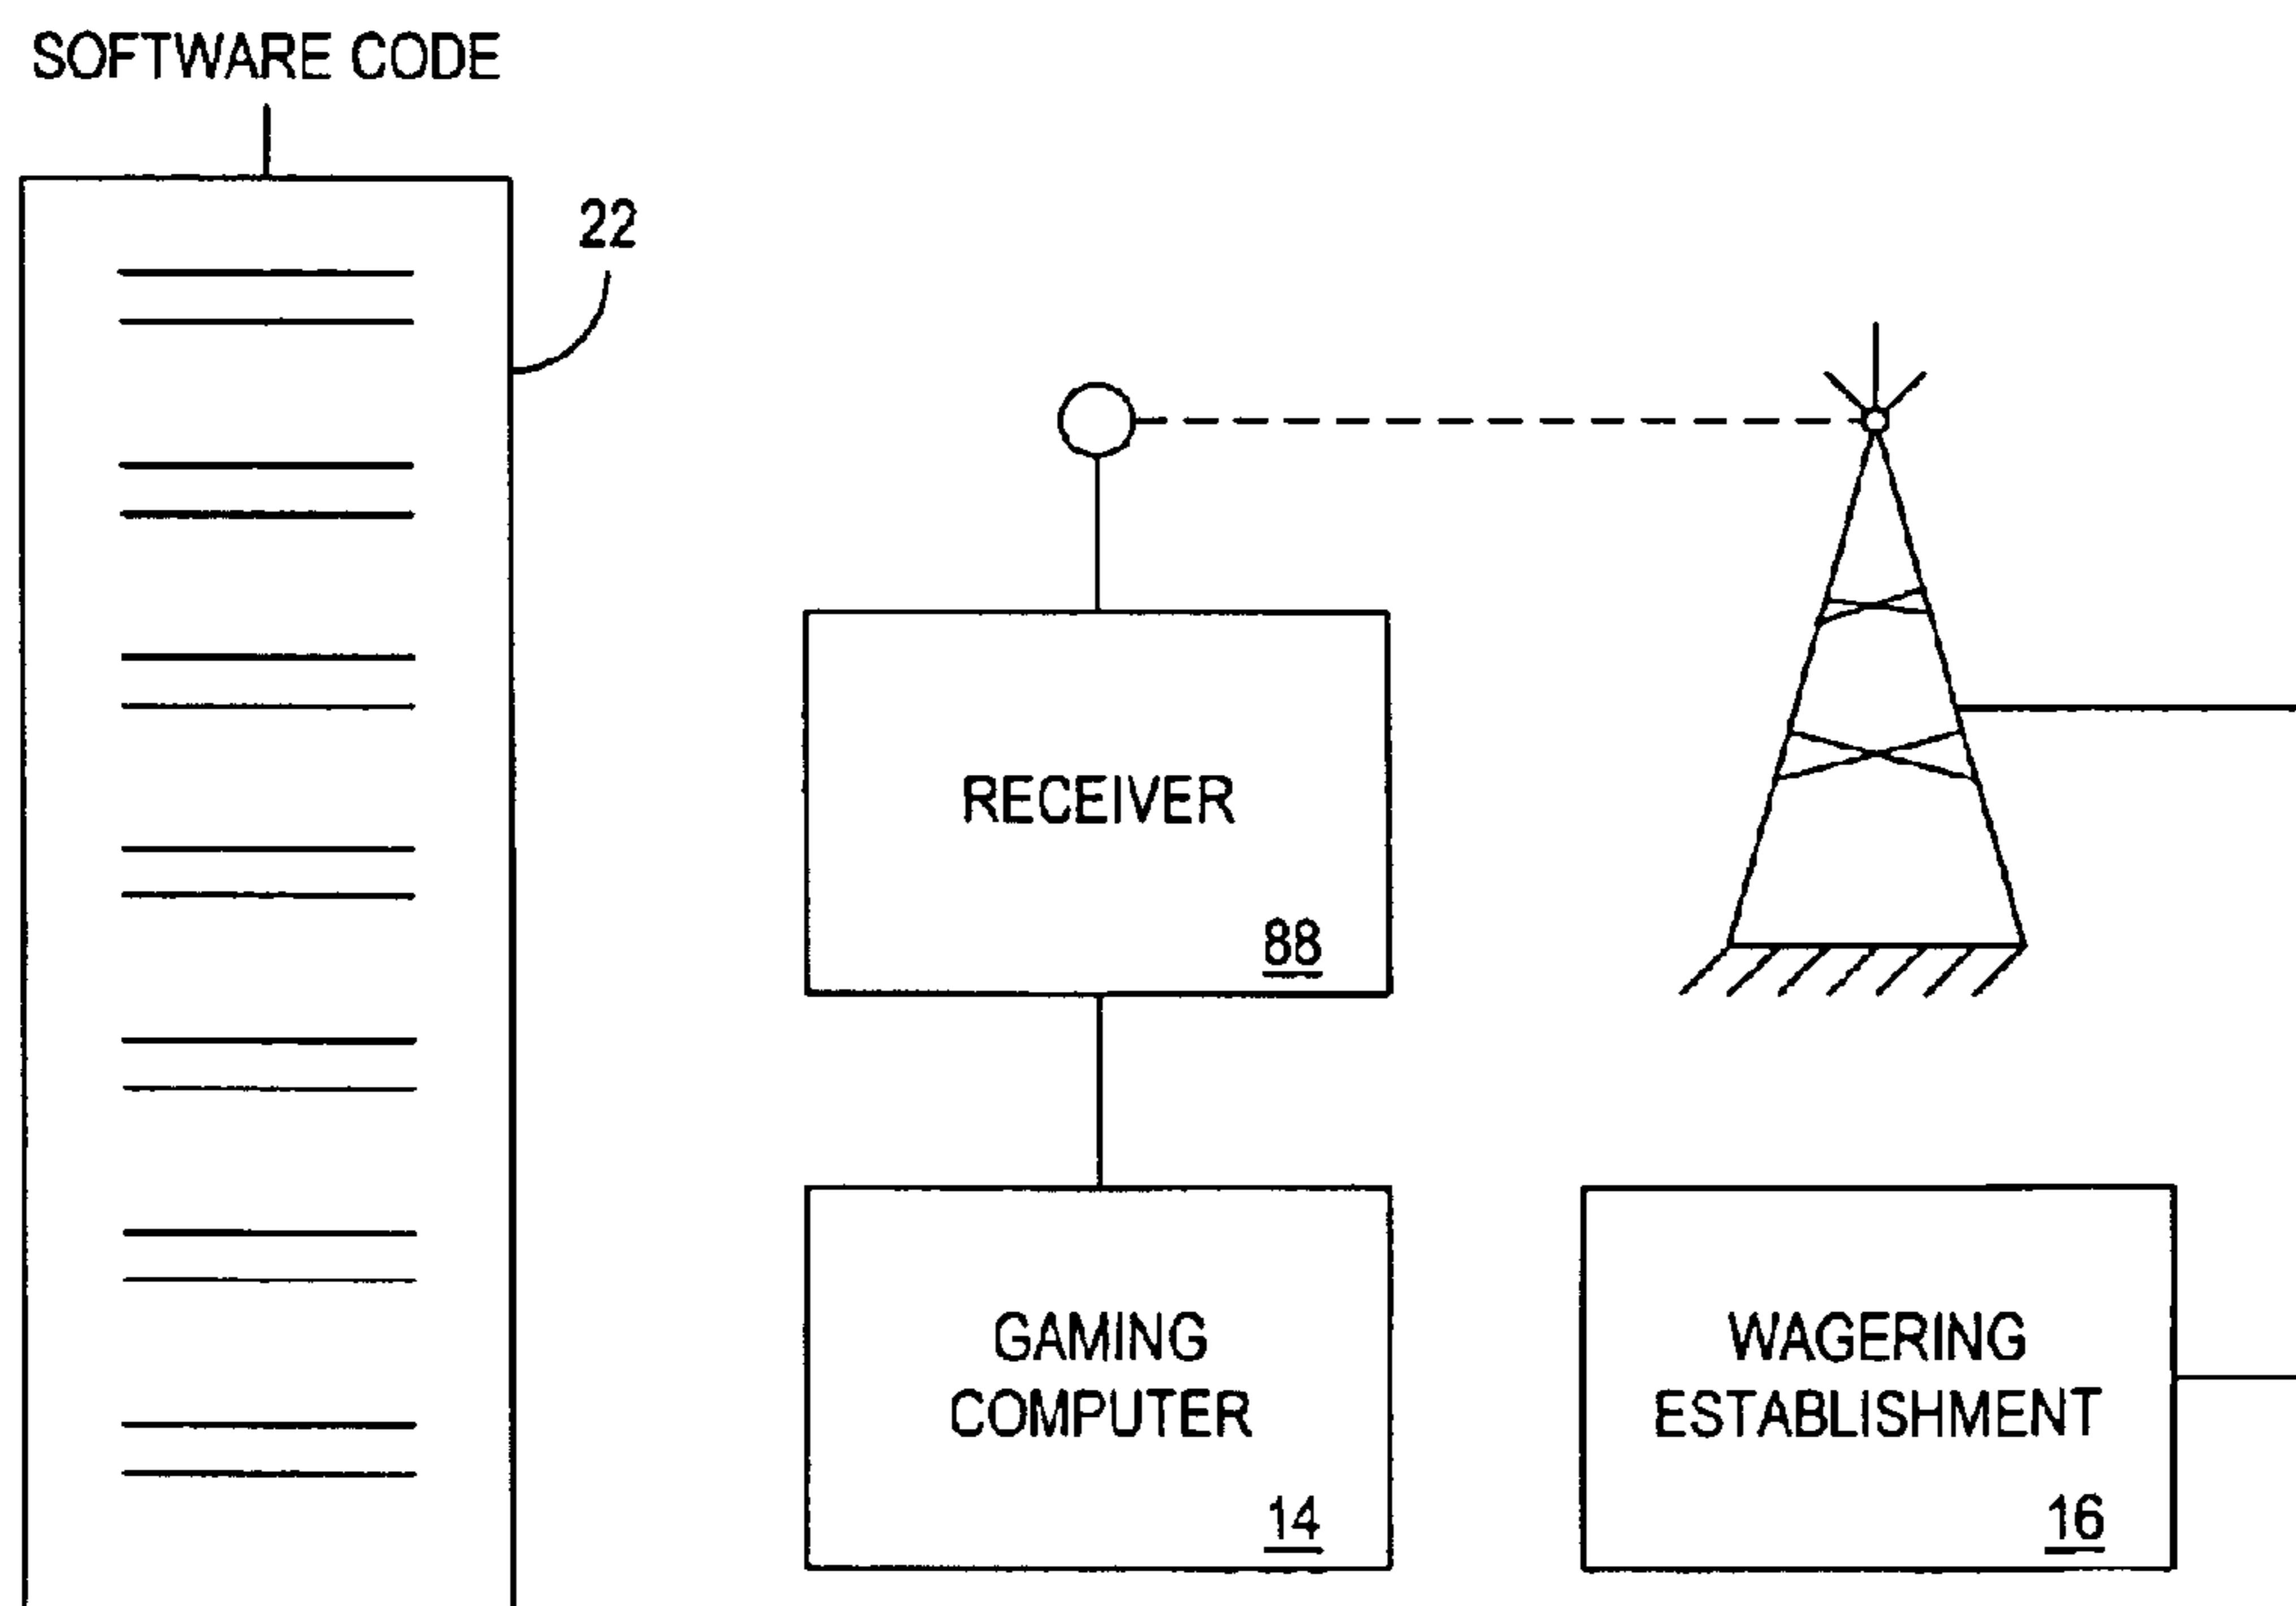 SOFTWARE CODE
22
RECEIVER
88
GAMING
COMPUTER
14
WAGERING
ESTABLISHMENT
16